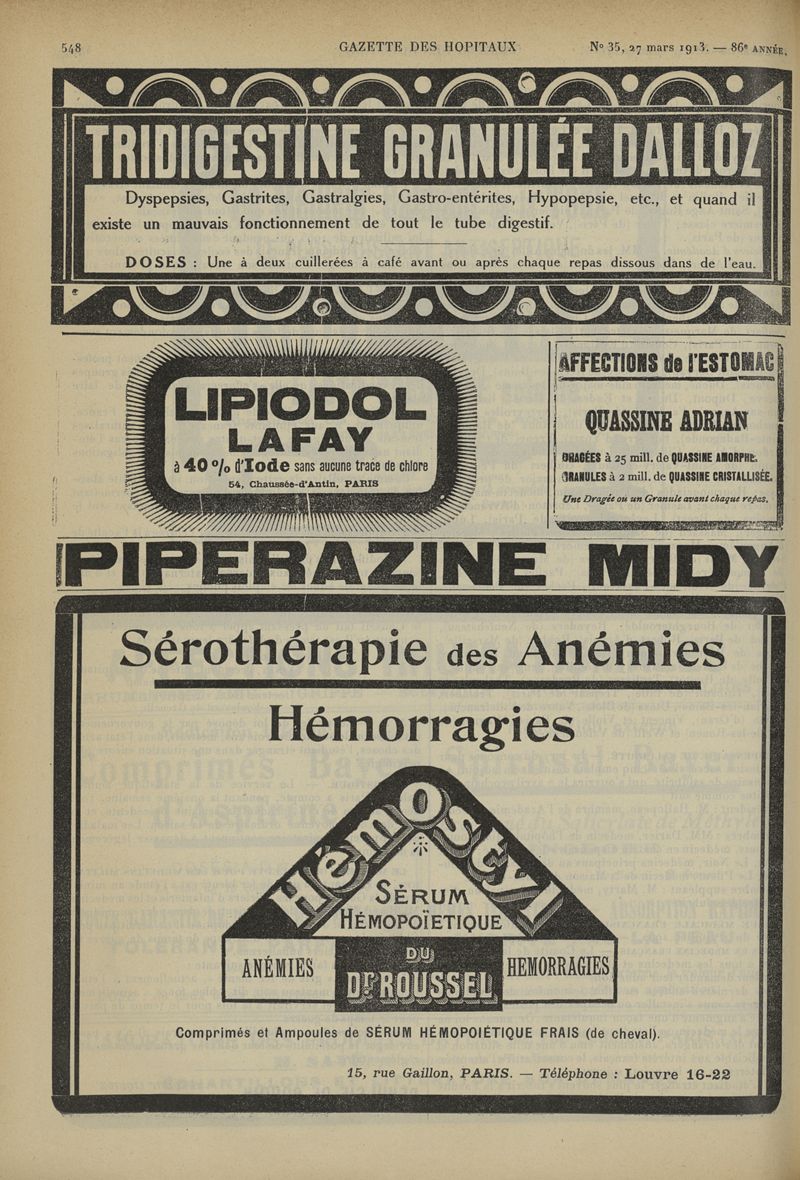 548 GAZETTE DES HOPITAUX Nº 35, 27 mars 1913. — 86e ANNÉE.
TRIDIGESTINE GRANULÉE DALLOZ
Dyspepsies, Gastrites, Gastralgies, Gastro-entérites, Hypopepsie, etc., et quand il
existe un mauvais fonctionnement de tout le tube digestif.
DOSES : Une à deux cuillerées à café avant ou après chaque repas dissous dans de l'eau.
LIPIODOL
LAFAY
à 40 % d'Iode sans aucune trace de chlore
54, Chaussée-d'Antin, PARIS
AFFECTIONS de l'ESTOMAC
QUASSINE ADRIAN
DRAGÉES à 25 mill. de QUASSINE AMORPHE.
GRANULES à 2 mill. de QUASSINE CRISTALLISÉE.
Une Dragée ou un Granule avant chaque repas.
PIPERAZINE MIDY
Sérothérapie des Anémies
Hémorragies
Hémostyl
SÉRUM
HÉMOPOÏETIQUE
DU
Dr ROUSSEL
ANÉMIES
HEMORRAGIES
Comprimés et Ampoules de SÉRUM HÉMOPOIÉTIQUE FRAIS (de cheval).
15, rue Gaillon, PARIS. — Téléphone : Louvre 16-22